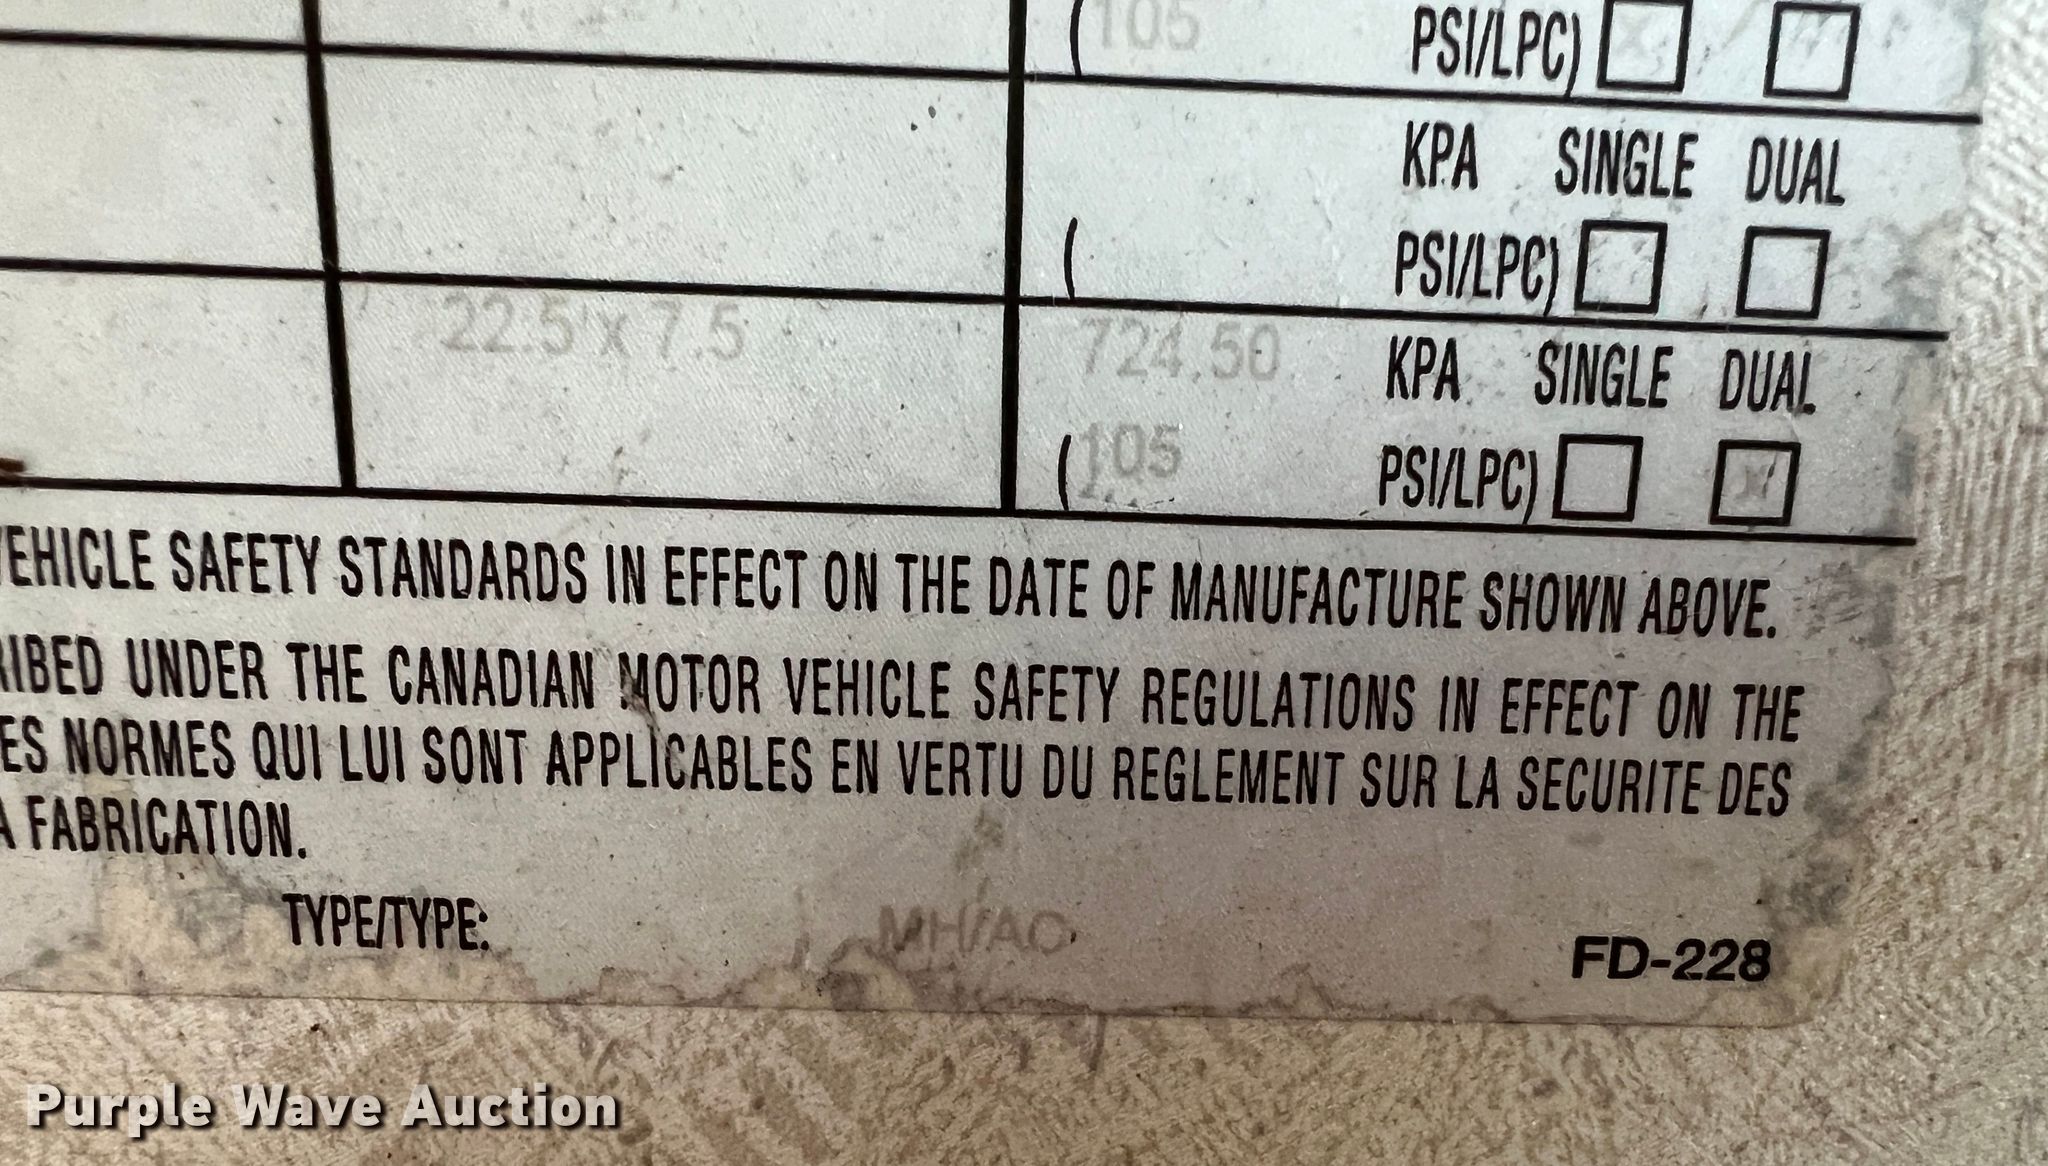 (105 PSI/LPC)
KPA SINGLE DUAL
( PSI/LPC)
22.5 x 7.5 724.50 KPA SINGLE DUAL
(105 PSI/LPC)
VEHICLE SAFETY STANDARDS IN EFFECT ON THE DATE OF MANUFACTURE SHOWN ABOVE.
RIBED UNDER THE CANADIAN MOTOR VEHICLE SAFETY REGULATIONS IN EFFECT ON THE
ES NORMES QUI LUI SONT APPLICABLES EN VERTU DU REGLEMENT SUR LA SECURITE DES
A FABRICATION.
TYPE/TYPE: MH/AC FD-228
Purple Wave Auction